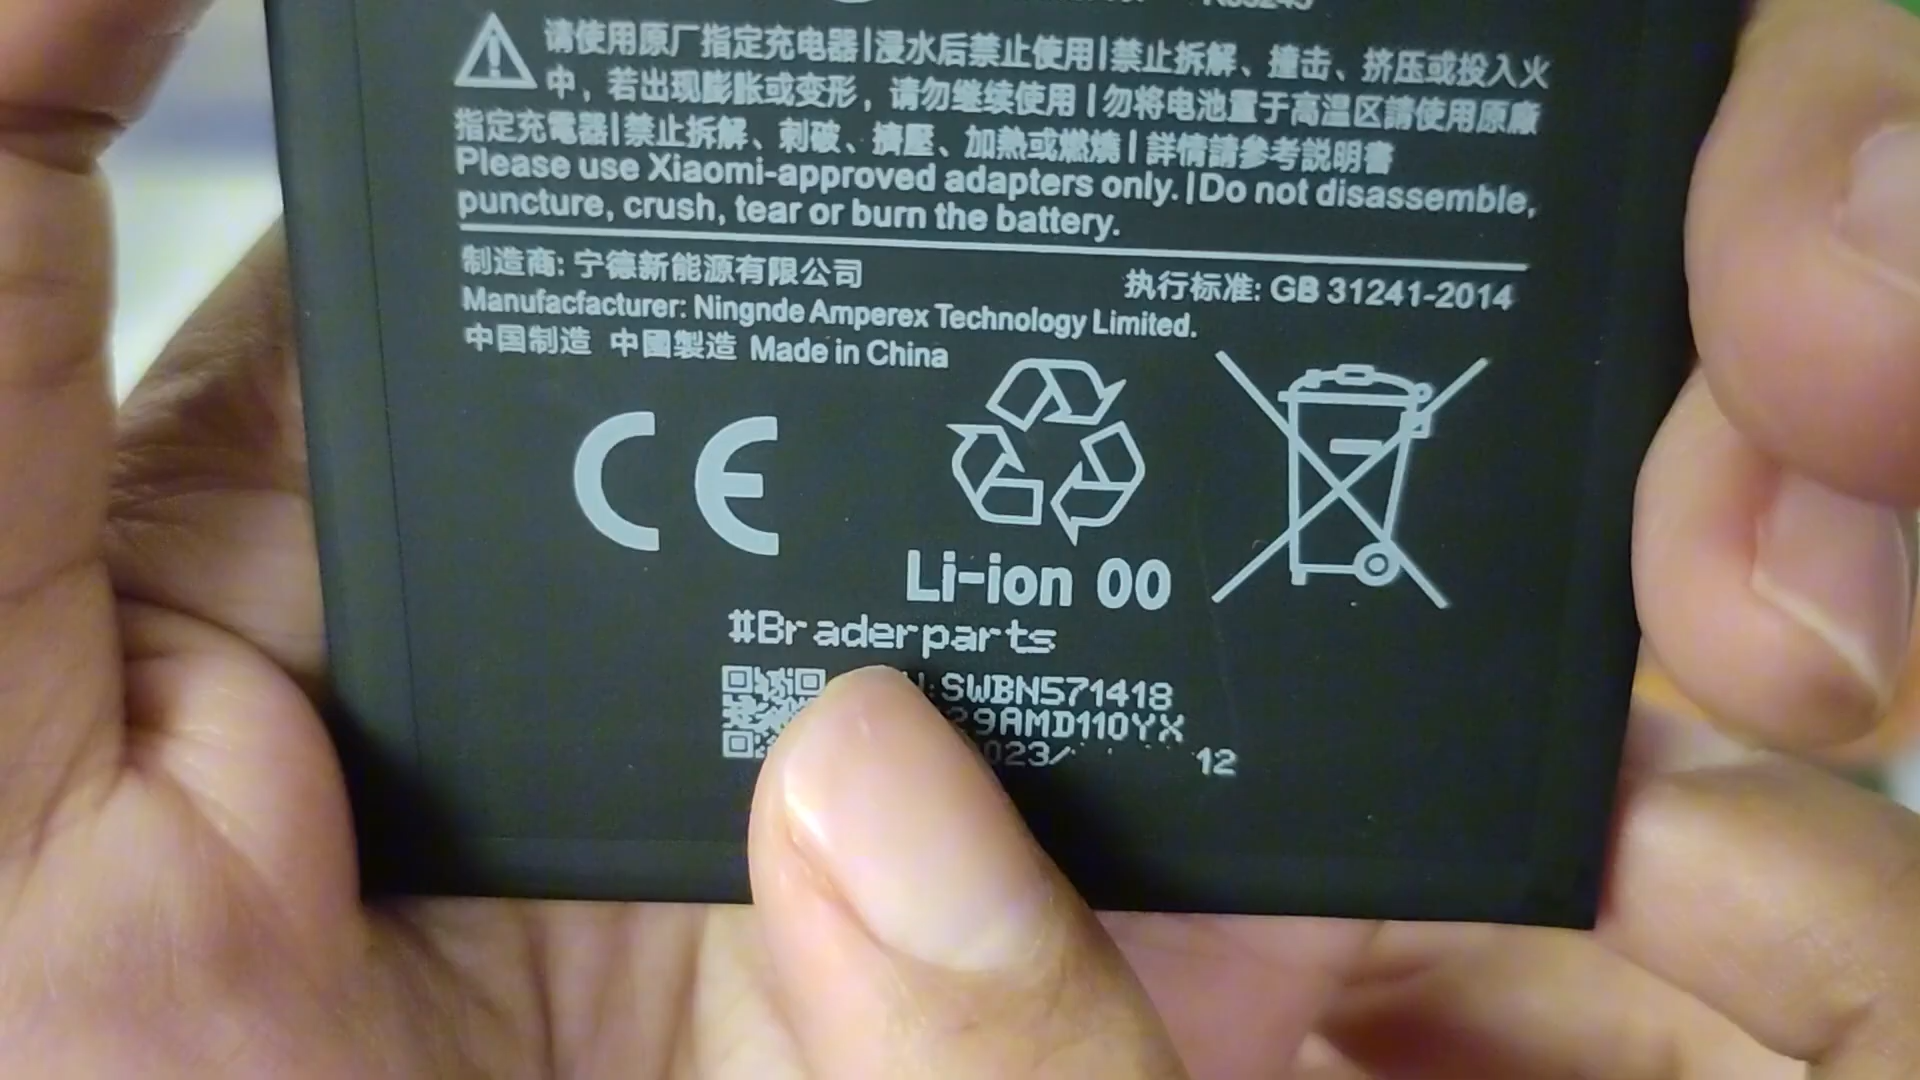 请使用原厂指定充电器|浸水后禁止使用|禁止拆解、撞击、挤压或投入火
中，若出现膨胀或变形，请勿继续使用|勿将电池置于高温区請使用原廠
指定充電器|禁止拆解、刺破、擠壓、加熱或燃燒|詳情請參考説明書
Please use Xiaomi-approved adapters only. |Do not disassemble,
puncture, crush, tear or burn the battery.
制造商: 宁德新能源有限公司
执行标准: GB 31241-2014
Manufacfacturer: Ningnde Amperex Technology Limited.
中国制造 中國製造 Made in China
CE
Li-ion 00
#Braderparts
SWBN571418
29AMD110YX
023/ 12